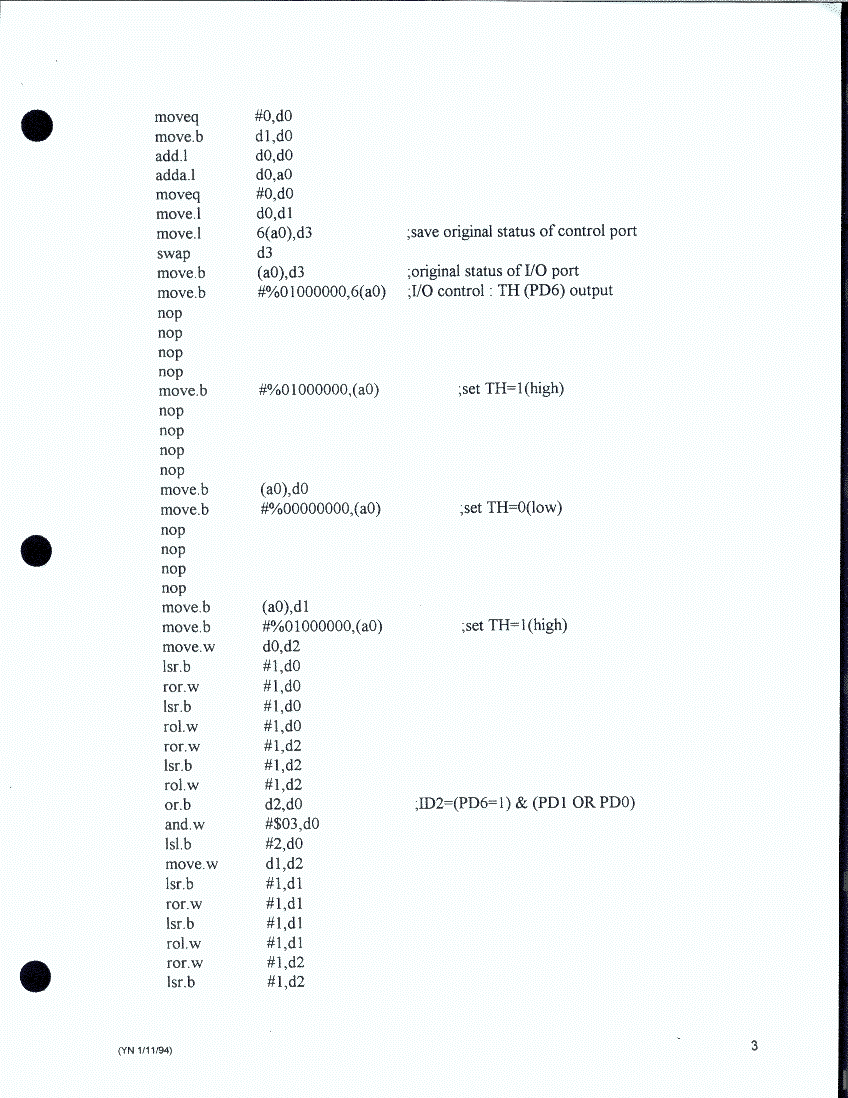 moveq #0,d0
move.b d1,d0
add.l d0,d0
adda.l d0,a0
moveq #0,d0
move.l d0,d1
move.l 6(a0),d3 ;save original status of control port
swap d3
move.b (a0),d3 ;original status of I/O port
move.b #%01000000,6(a0) ;I/O control : TH (PD6) output
nop
nop
nop
nop
move.b #%01000000,(a0) ;set TH=1(high)
nop
nop
nop
nop
move.b (a0),d0
move.b #%00000000,(a0) ;set TH=0(low)
nop
nop
nop
nop
move.b (a0),d1
move.b #%01000000,(a0) ;set TH=1(high)
move.w d0,d2
lsr.b #1,d0
ror.w #1,d0
lsr.b #1,d0
rol.w #1,d0
ror.w #1,d2
lsr.b #1,d2
rol.w #1,d2
or.b d2,d0 ;ID2=(PD6=1) & (PD1 OR PD0)
and.w #$03,d0
lsl.b #2,d0
move.w d1,d2
lsr.b #1,d1
ror.w #1,d1
lsr.b #1,d1
rol.w #1,d1
ror.w #1,d2
lsr.b #1,d2
(YN 1/11/94) 3